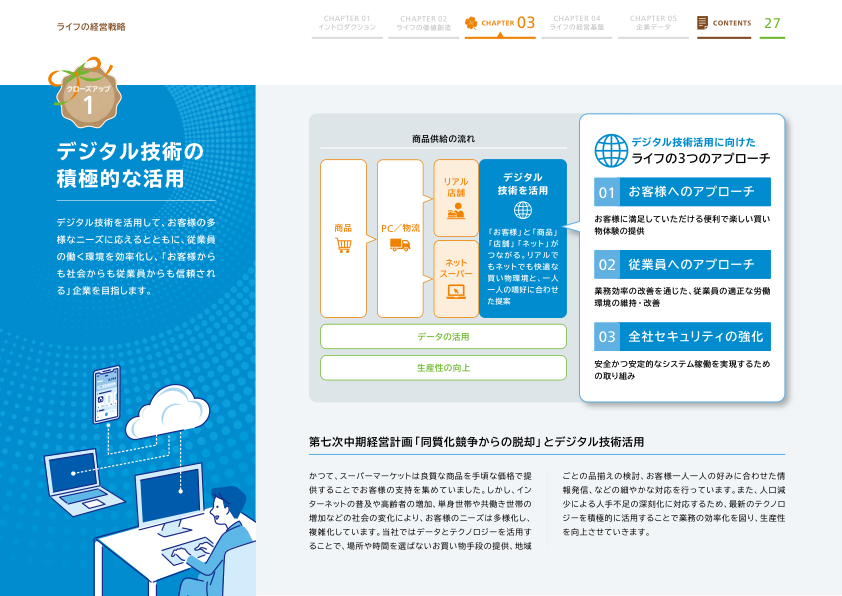 ライフの経営戦略
CHAPTER 01
イントロダクション
CHAPTER 02
ライフの価値創造
CHAPTER 03
CHAPTER 04
ライフの経営基盤
CHAPTER 05
企業データ
CONTENTS
27
クローズアップ
1
デジタル技術の
積極的な活用
デジタル技術を活用して、お客様の多
様なニーズに応えるとともに、従業員
の働く環境を効率化し、「お客様から
も社会からも従業員からも信頼され
る」企業を目指します。
商品供給の流れ
商品
PC／物流
リアル
店舗
ネット
スーパー
デジタル
技術を活用
「お客様」と「商品」
「店舗」「ネット」が
つながる。リアルで
もネットでも快適な
買い物環境と、一人
一人の嗜好に合わせ
た提案
データの活用
生産性の向上
デジタル技術活用に向けた
ライフの3つのアプローチ
01 お客様へのアプローチ
お客様に満足していただける便利で楽しい買い
物体験の提供
02 従業員へのアプローチ
業務効率の改善を通じた、従業員の適正な労働
環境の維持・改善
03 全社セキュリティの強化
安全かつ安定的なシステム稼働を実現するため
の取り組み
第七次中期経営計画「同質化競争からの脱却」とデジタル技術活用
かつて、スーパーマーケットは良質な商品を手頃な価格で提
供することでお客様の支持を集めていました。しかし、イン
ターネットの普及や高齢者の増加、単身世帯や共働き世帯の
増加などの社会の変化により、お客様のニーズは多様化し、
複雑化しています。当社ではデータとテクノロジーを活用す
ることで、場所や時間を選ばないお買い物手段の提供、地域
ごとの品揃えの検討、お客様一人一人の好みに合わせた情
報発信、などの細やかな対応を行っています。また、人口減
少による人手不足の深刻化に対応するため、最新のテクノロ
ジーを積極的に活用することで業務の効率化を図り、生産性
を向上させていきます。